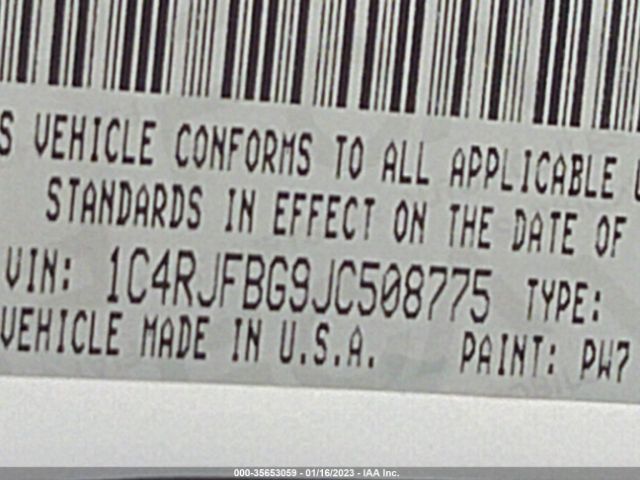 S VEHICLE CONFORMS TO ALL APPLICABLE
STANDARDS IN EFFECT ON THE DATE OF
VIN: 1C4RJFBG9JC508775 TYPE:
VEHICLE MADE IN U.S.A. PAINT: PW7
000-35653059 - 01/16/2023 - IAA Inc.